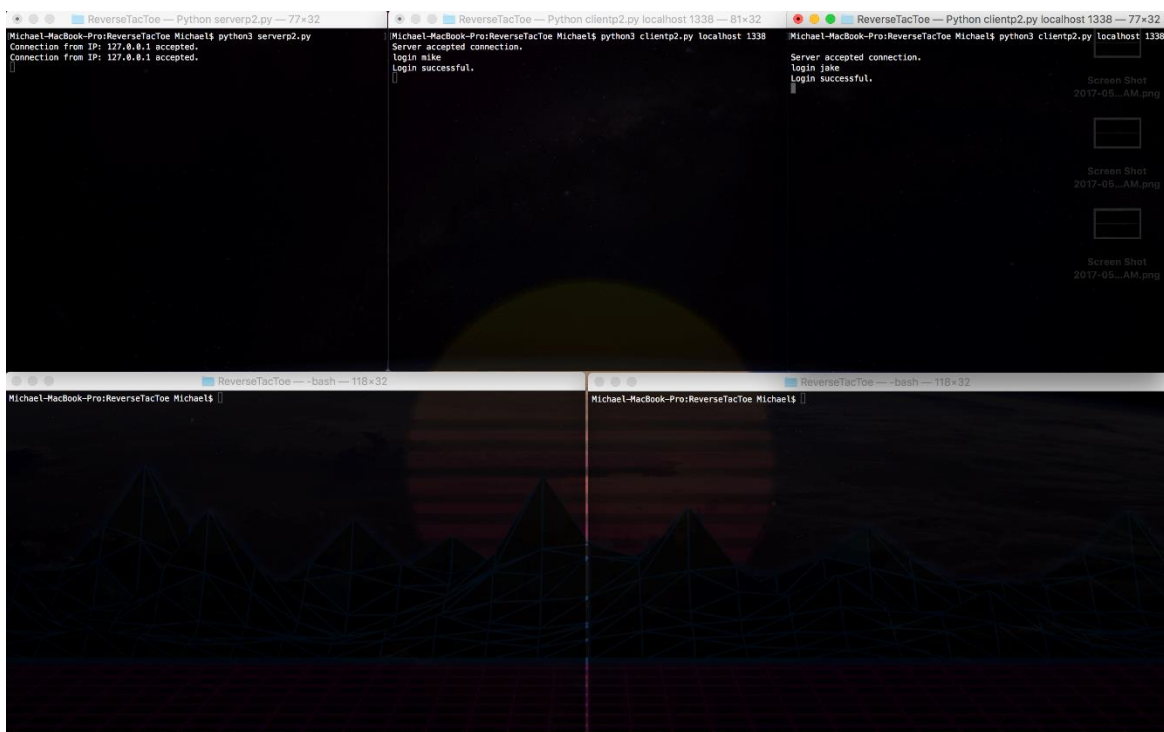 ReverseTacToe — Python serverp2.py — 77×32
Michael-MacBook-Pro:ReverseTacToe Michael$ python3 serverp2.py
Connection from IP: 127.0.0.1 accepted.
Connection from IP: 127.0.0.1 accepted.
ReverseTacToe — Python clientp2.py localhost 1338 — 81×32
Michael-MacBook-Pro:ReverseTacToe Michael$ python3 clientp2.py localhost 1338
Server accepted connection.
login mike
Login successful.
ReverseTacToe — Python clientp2.py localhost 1338 — 77×32
Michael-MacBook-Pro:ReverseTacToe Michael$ python3 clientp2.py localhost 1338
Server accepted connection.
login jake
Login successful.
Screen Shot
2017-05...AM.png
Screen Shot
2017-05...AM.png
Screen Shot
2017-05...AM.png
ReverseTacToe — -bash — 118×32
Michael-MacBook-Pro:ReverseTacToe Michael$
ReverseTacToe — -bash — 118×32
Michael-MacBook-Pro:ReverseTacToe Michael$